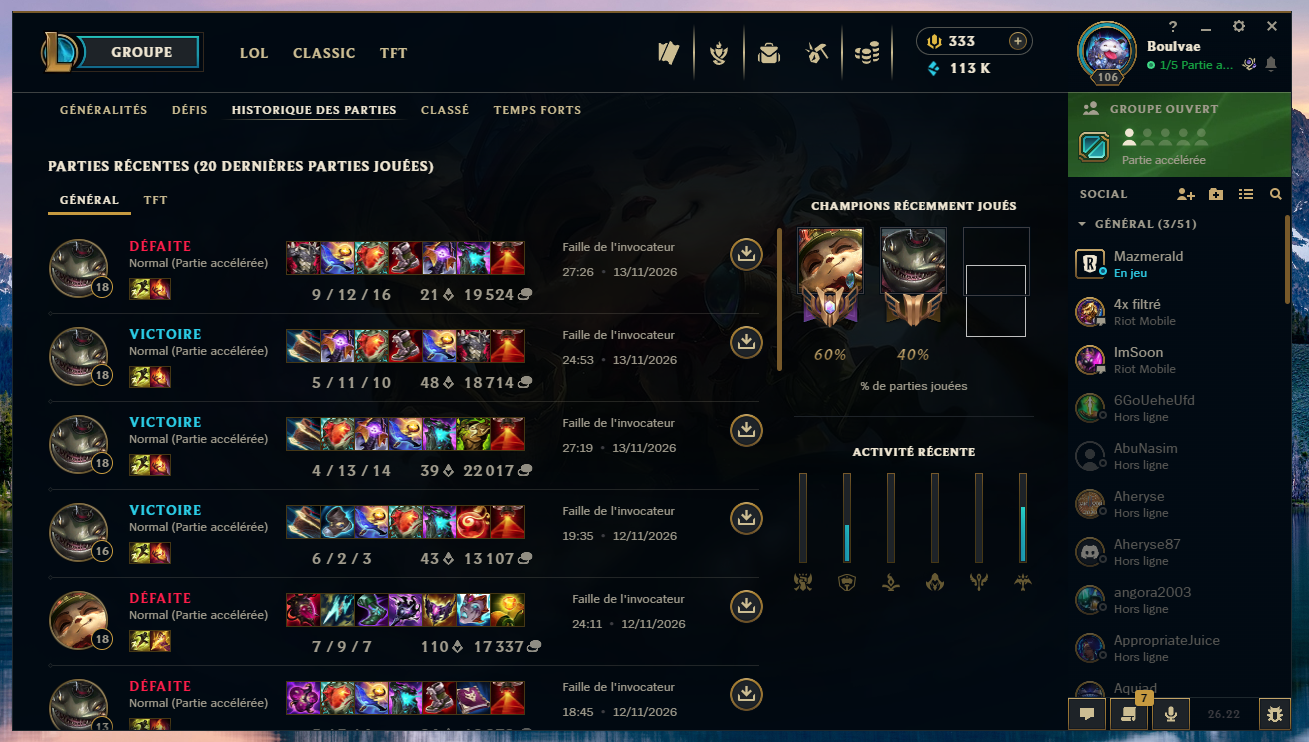 GROUPE
LOL
CLASSIC
TFT
333
113 K
106
?
Boulvae
1/5 Partie a...
GÉNÉRALITÉS
DÉFIS
HISTORIQUE DES PARTIES
CLASSÉ
TEMPS FORTS
PARTIES RÉCENTES (20 DERNIÈRES PARTIES JOUÉES)
GÉNÉRAL
TFT
18
DÉFAITE
Normal (Partie accélérée)
9 / 12 / 16
21
19 524
Faille de l'invocateur
27:26 • 13/11/2026
18
VICTOIRE
Normal (Partie accélérée)
5 / 11 / 10
48
18 714
Faille de l'invocateur
24:53 • 13/11/2026
18
VICTOIRE
Normal (Partie accélérée)
4 / 13 / 14
39
22 017
Faille de l'invocateur
27:19 • 13/11/2026
16
VICTOIRE
Normal (Partie accélérée)
6 / 2 / 3
43
13 107
Faille de l'invocateur
19:35 • 12/11/2026
18
DÉFAITE
Normal (Partie accélérée)
7 / 9 / 7
110
17 337
Faille de l'invocateur
24:11 • 12/11/2026
13
DÉFAITE
Normal (Partie accélérée)
Faille de l'invocateur
18:45 • 12/11/2026
CHAMPIONS RÉCEMMENT JOUÉS
60%
40%
% de parties jouées
ACTIVITÉ RÉCENTE
GROUPE OUVERT
Partie accélérée
SOCIAL
GÉNÉRAL (3/51)
Mazmerald
En jeu
4x filtré
Riot Mobile
ImSoon
Riot Mobile
6GoUeheUfd
Hors ligne
AbuNasim
Hors ligne
Aheryse
Hors ligne
Aheryse87
Hors ligne
angora2003
Hors ligne
AppropriateJuice
Hors ligne
Aquiad
7
26.22